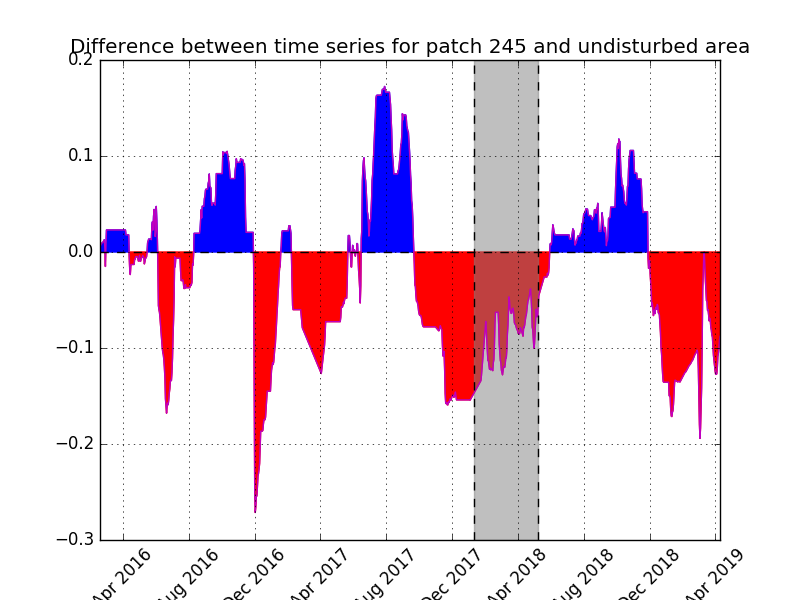 Difference between time series for patch 245 and undisturbed area
0.2
0.1
0.0
−0.1
−0.2
−0.3
Apr 2016
Aug 2016
Dec 2016
Apr 2017
Aug 2017
Dec 2017
Apr 2018
Aug 2018
Dec 2018
Apr 2019